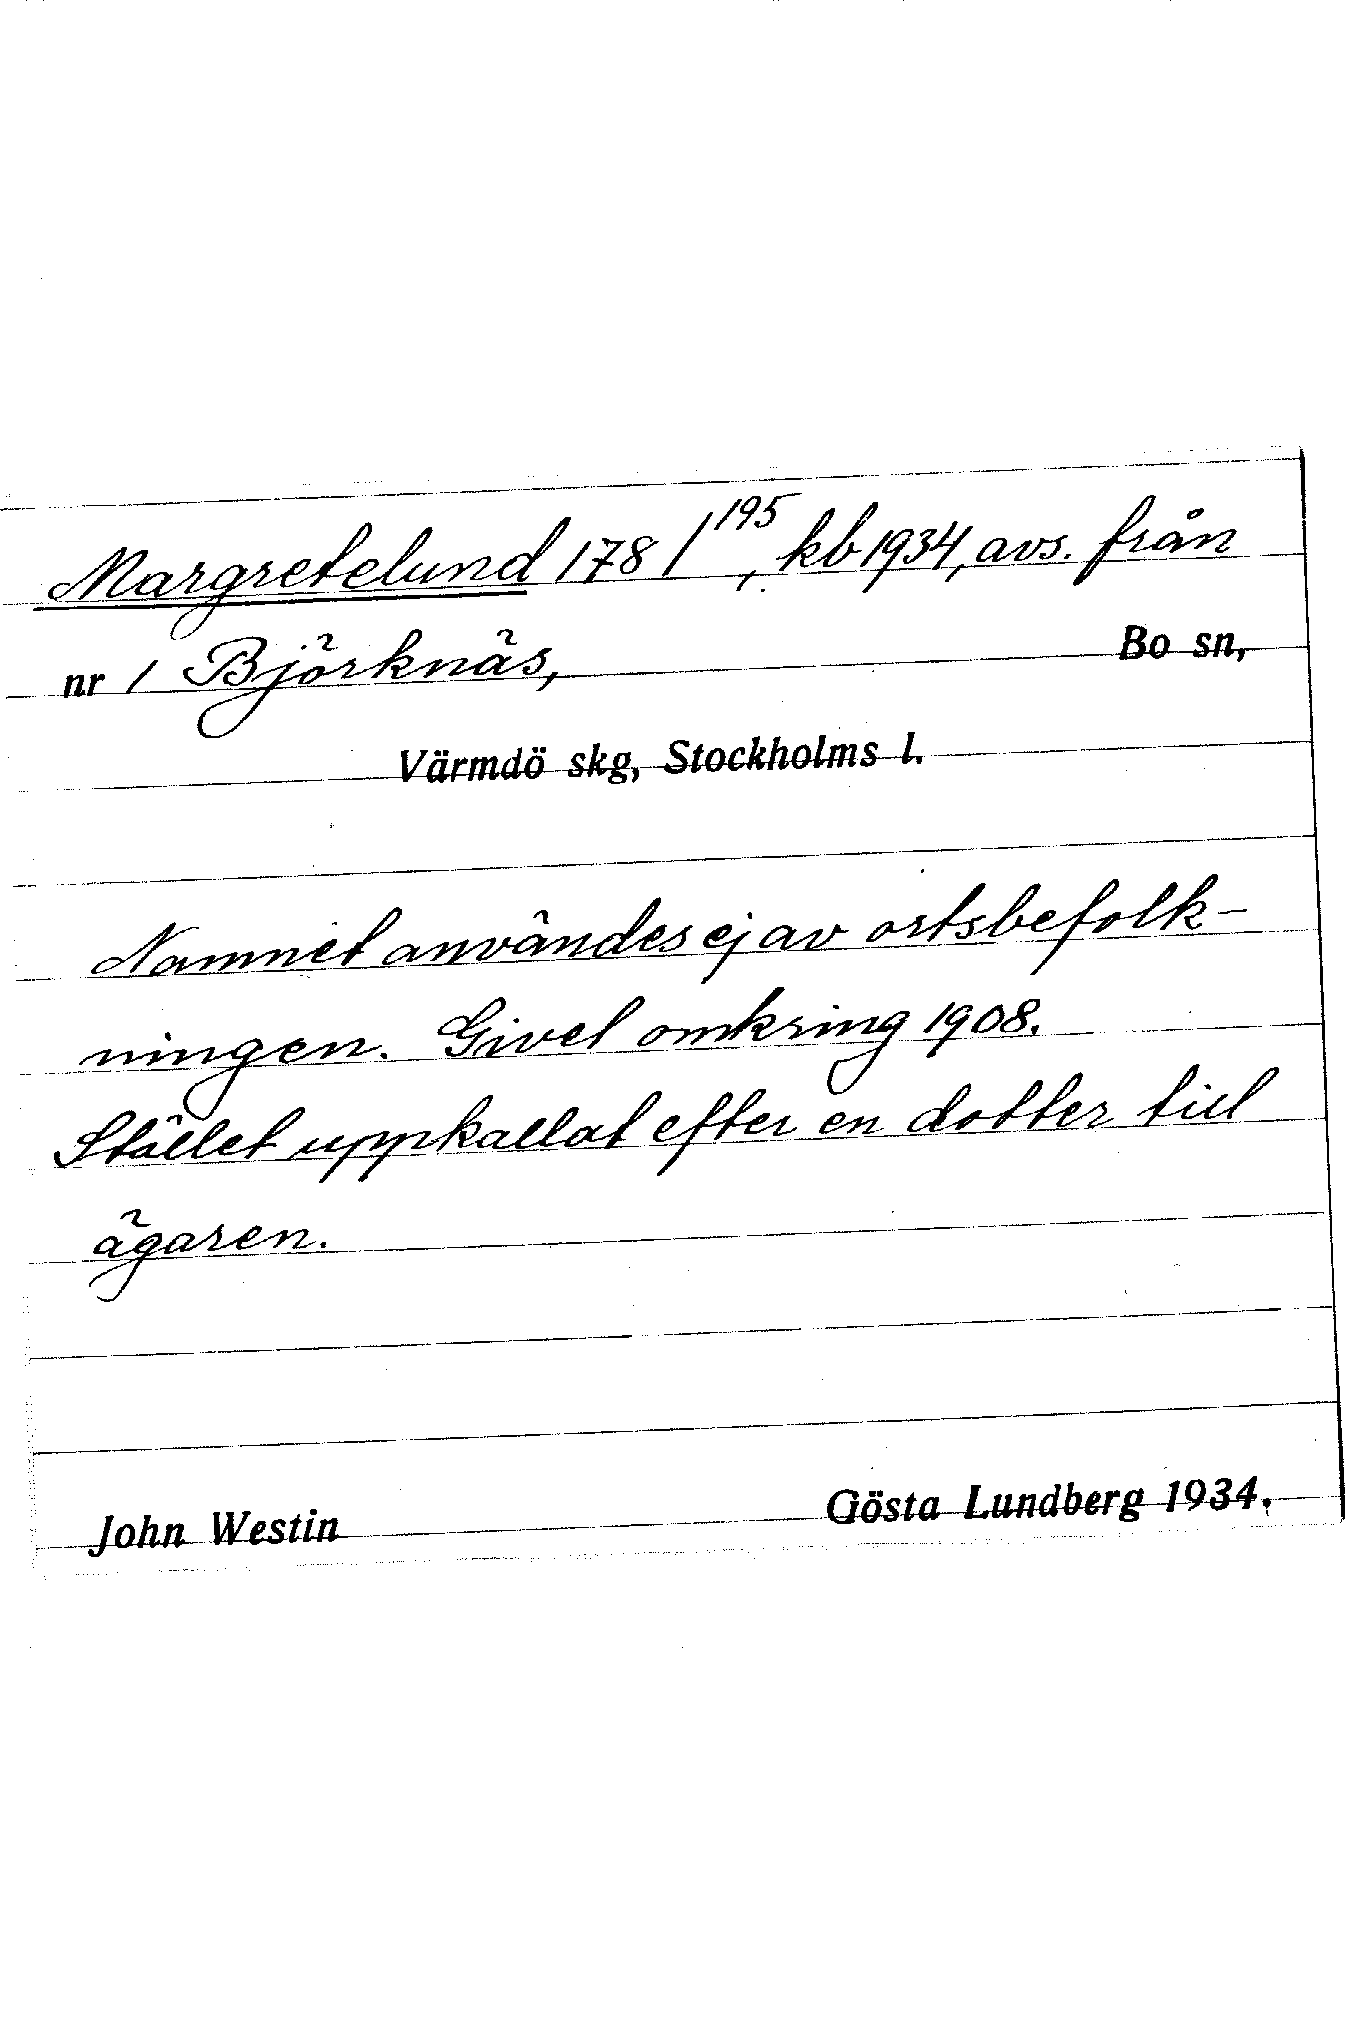 Margretelund 178/195, kb 1934, avs. från
nr 1 Björknäs, Bo sn,
Värmdö skg, Stockholms l.
Namnet användes ej av ortsbefolk-
ningen. Givet omkring 1908.
Stället uppkallat efter en dotter till
ägaren.
John Westin Gösta Lundberg 1934.